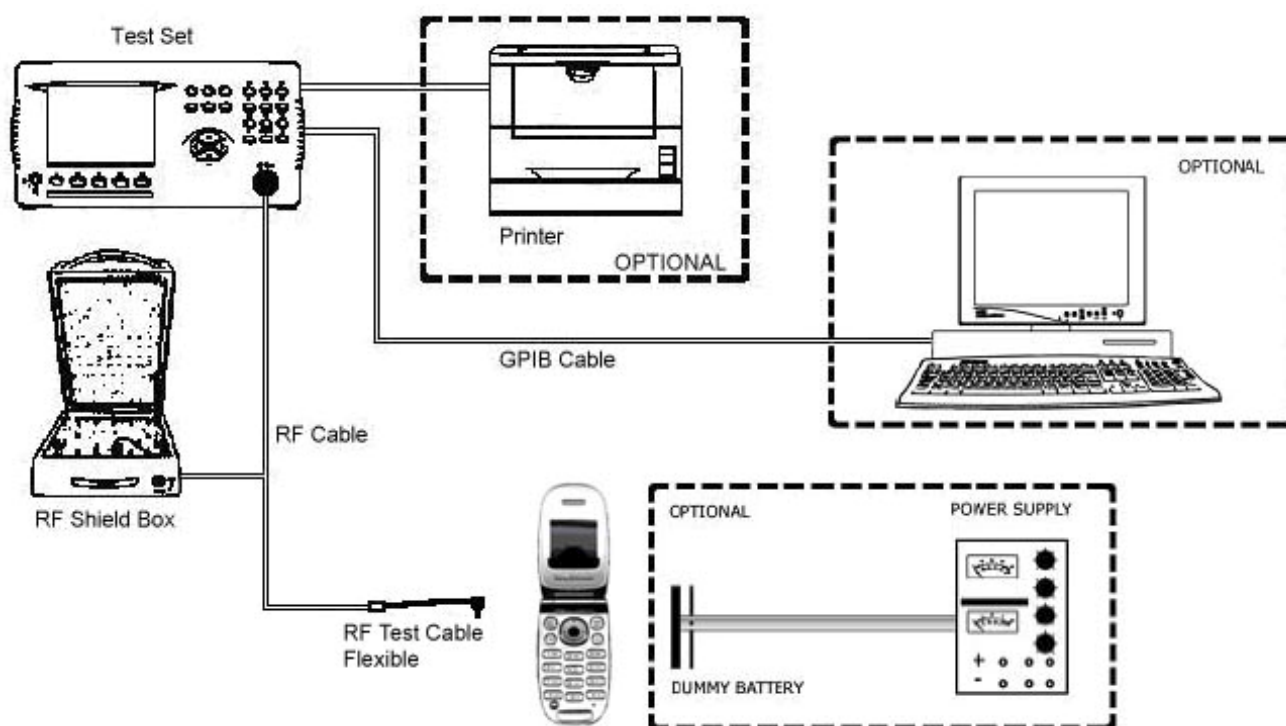 Test Set
Printer
OPTIONAL
OPTIONAL
GPIB Cable
RF Cable
RF Shield Box
OPTIONAL
POWER SUPPLY
+
-
RF Test Cable
Flexible
DUMMY BATTERY